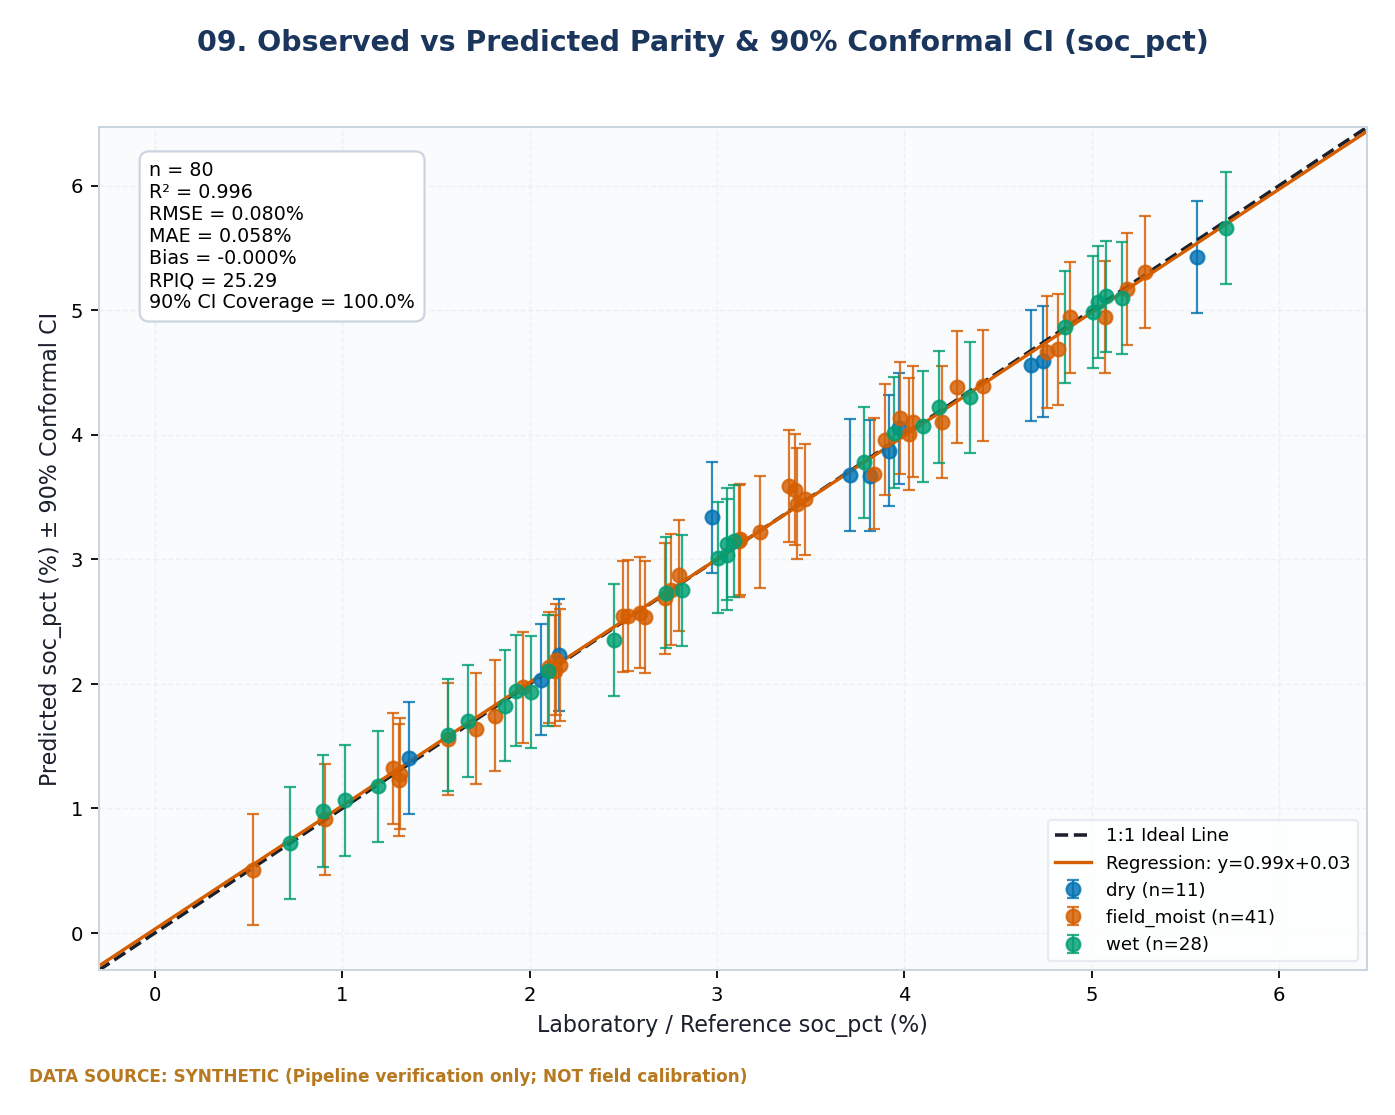 09. Observed vs Predicted Parity & 90% Conformal CI (soc_pct)
n = 80
R² = 0.996
RMSE = 0.080%
MAE = 0.058%
Bias = -0.000%
RPIQ = 25.29
90% CI Coverage = 100.0%
Predicted soc_pct (%) ± 90% Conformal CI
6
5
4
3
2
1
0
1:1 Ideal Line
Regression: y=0.99x+0.03
dry (n=11)
field_moist (n=41)
wet (n=28)
0 1 2 3 4 5 6
Laboratory / Reference soc_pct (%)
DATA SOURCE: SYNTHETIC (Pipeline verification only; NOT field calibration)